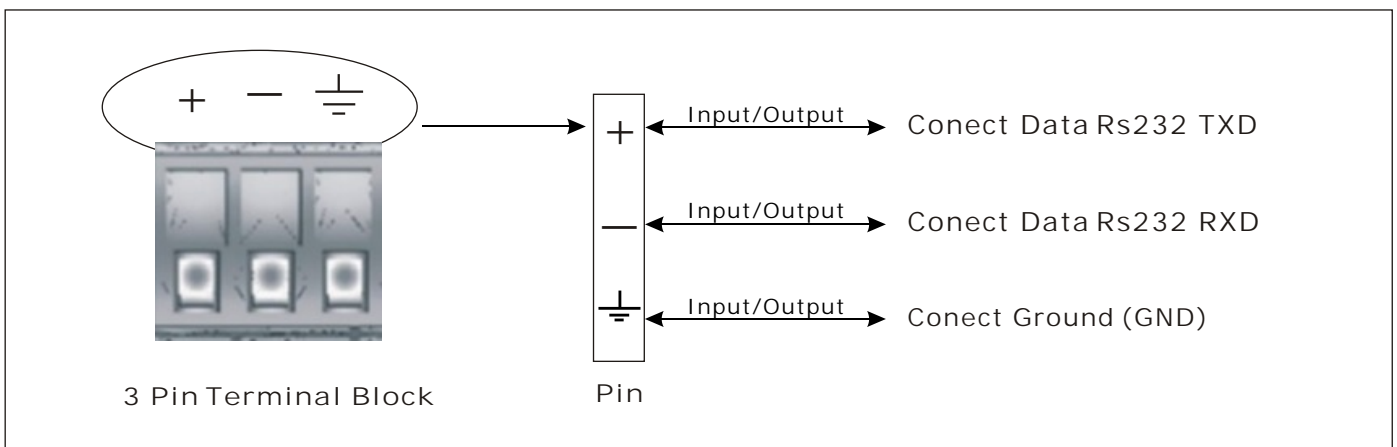 + — ⏚
+ Input/Output Conect Data Rs232 TXD
— Input/Output Conect Data Rs232 RXD
⏚ Input/Output Conect Ground (GND)
3 Pin Terminal Block
Pin